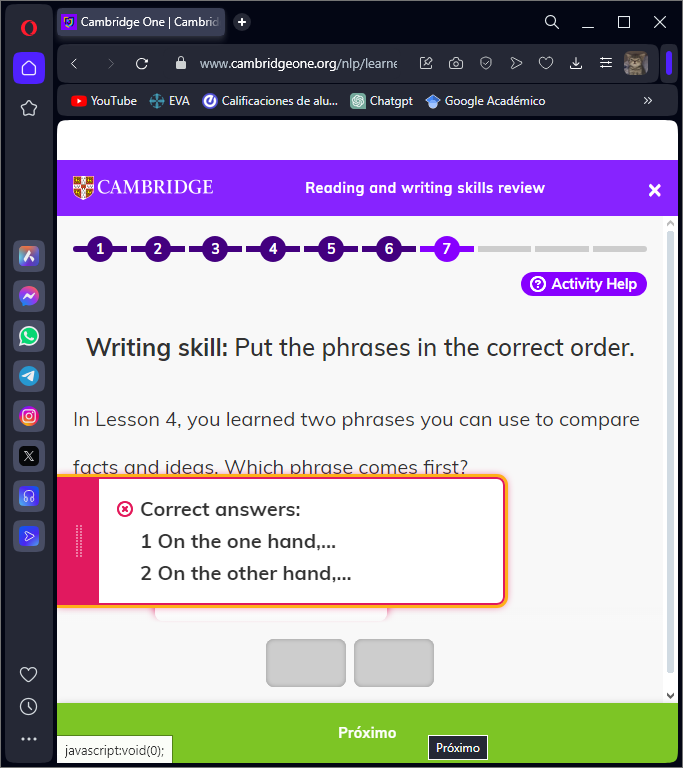 Cambridge One | Cambrid
www.cambridgeone.org/nlp/learne
YouTube EVA Calificaciones de alu... Chatgpt Google Académico »
CAMBRIDGE Reading and writing skills review
1 2 3 4 5 6 7
Activity Help
Writing skill: Put the phrases in the correct order.
In Lesson 4, you learned two phrases you can use to compare
facts and ideas. Which phrase comes first?
Correct answers:
1 On the one hand,...
2 On the other hand,...
Próximo
javascript:void(0);
Próximo